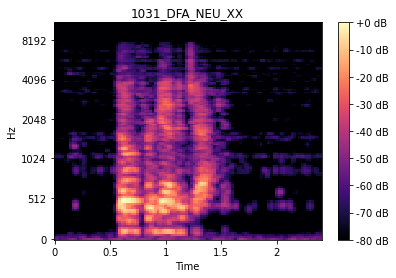 1031_DFA_NEU_XX
+0 dB
8192
-10 dB
4096
-20 dB
-30 dB
2048
Hz
-40 dB
1024
-50 dB
512
-60 dB
-70 dB
0
-80 dB
0
0.5
1
1.5
2
Time